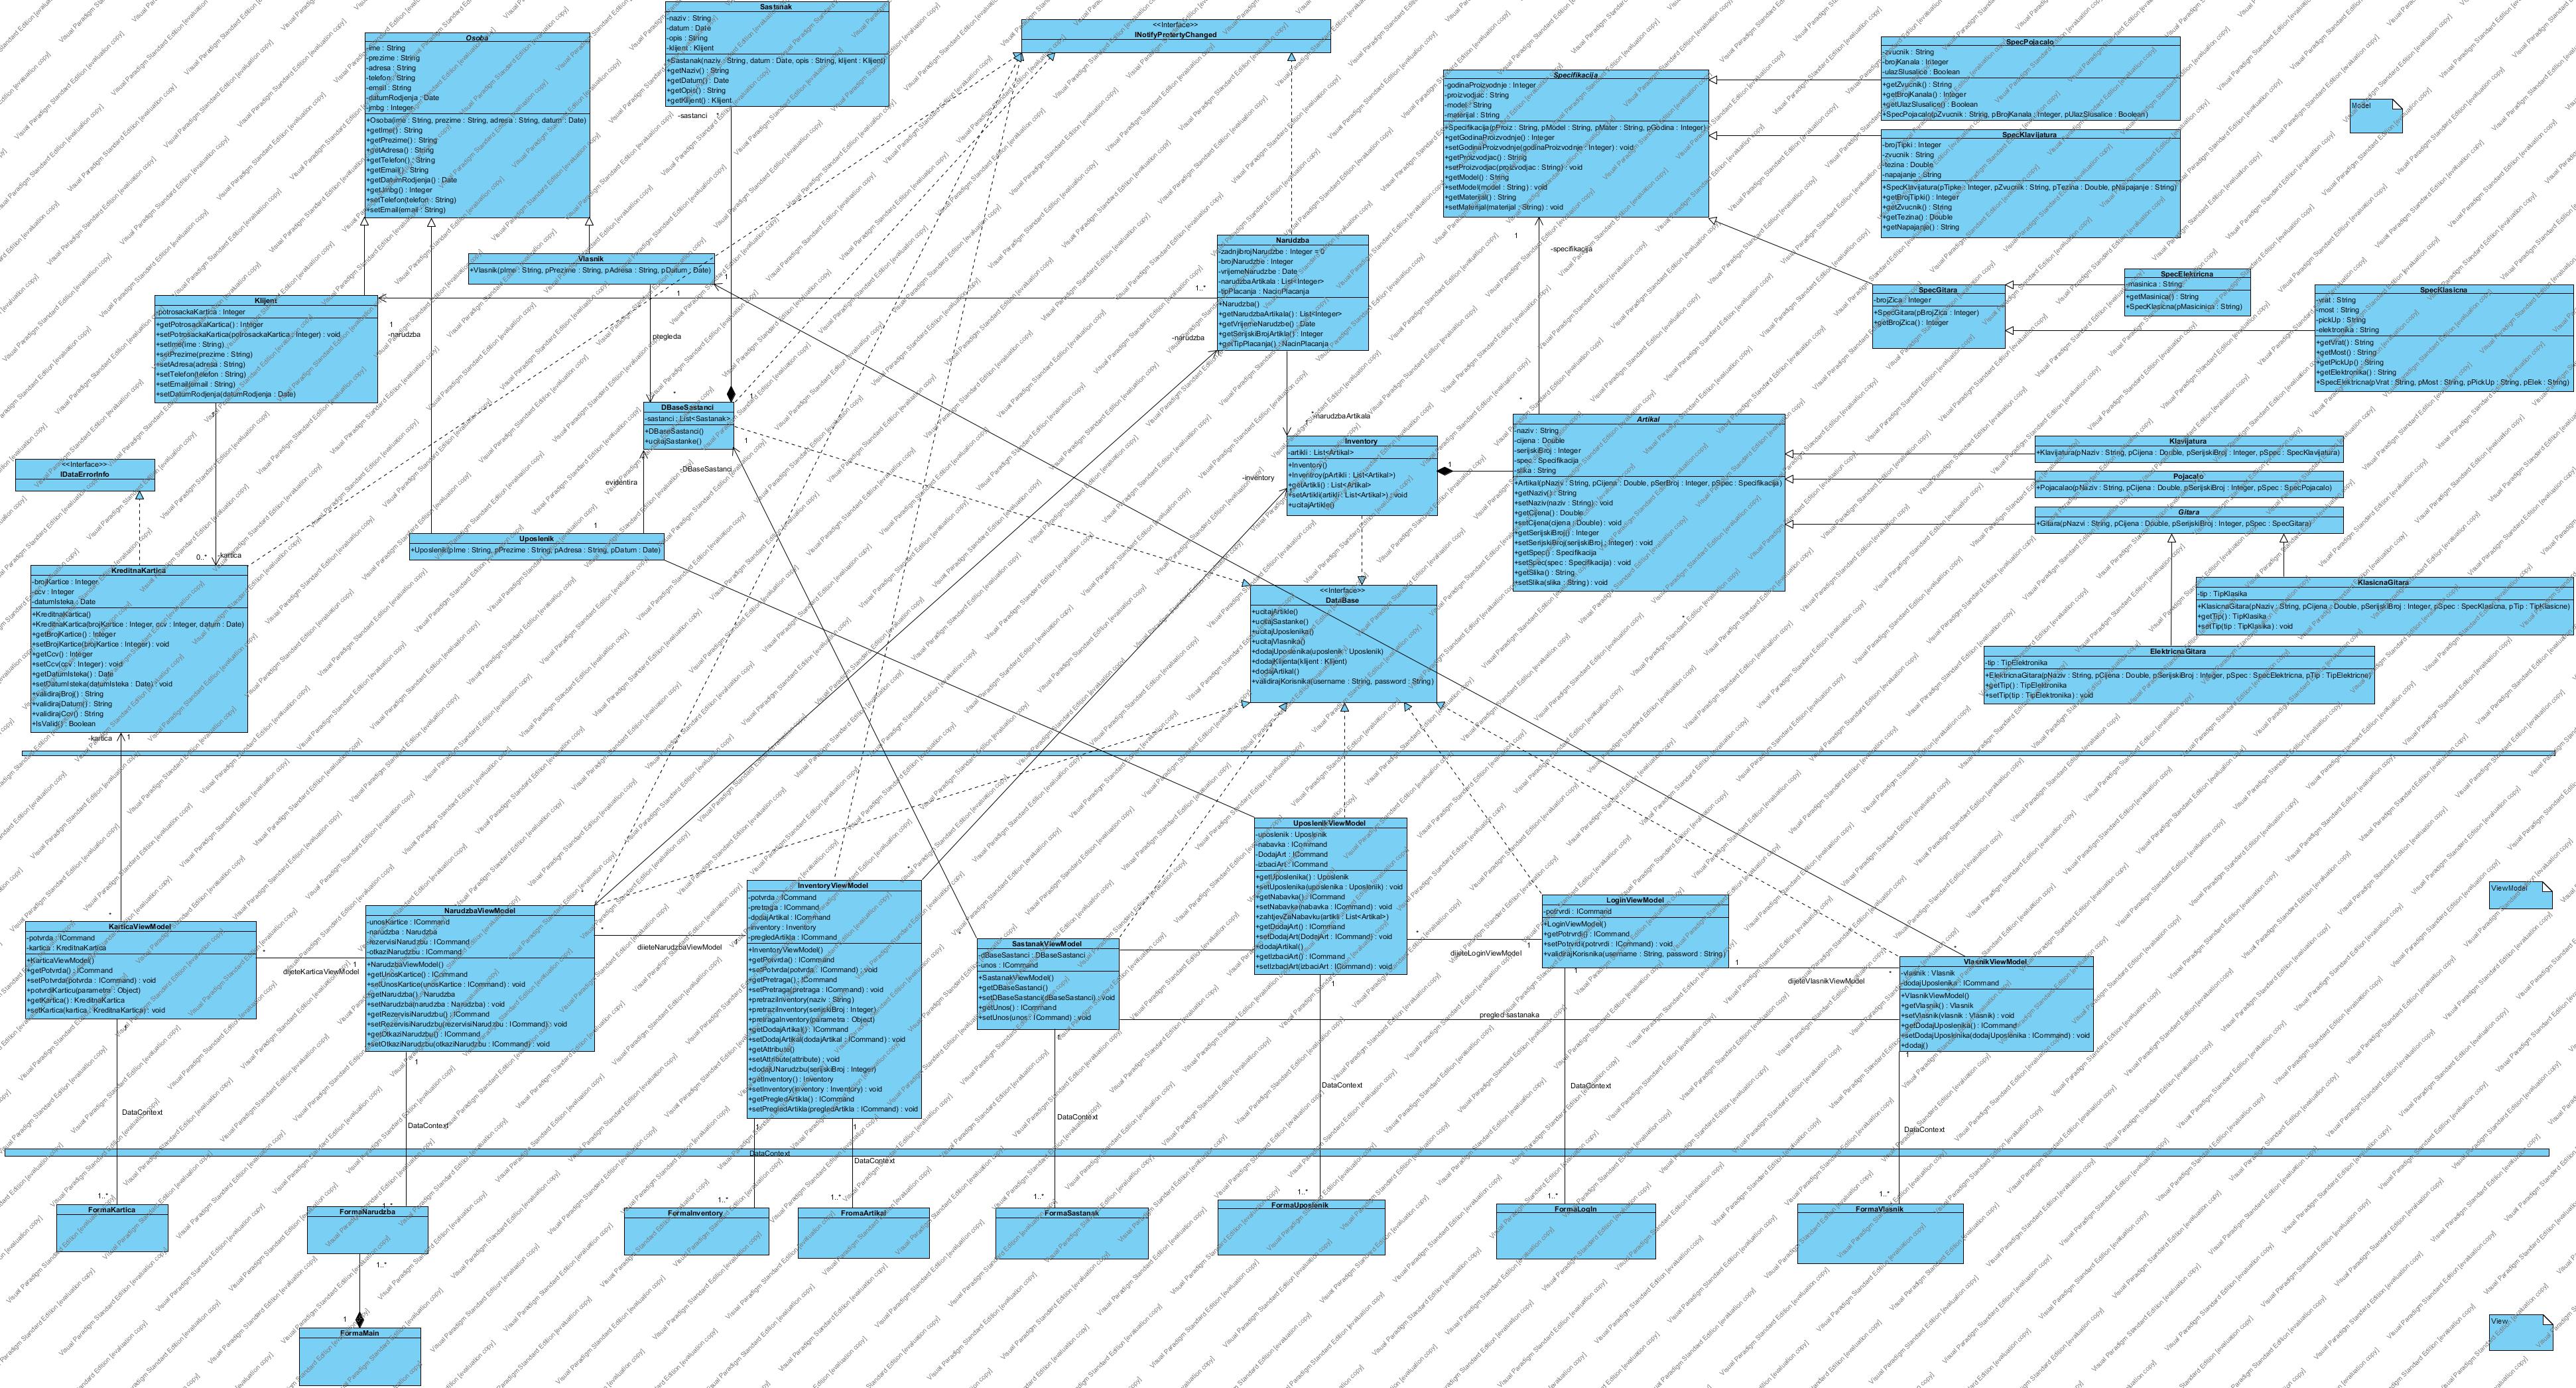 Sastanak
-naziv : String
-datum : Date
-opis : String
-klijent : Klijent
+Sastanak(naziv : String, datum : Date, opis : String, klijent : Klijent)
+getNaziv() : String
+getDatum() : Date
+getOpis() : String
+getKlijent() : Klijent
<<Interface>>
INotifyPretertyChanged
Osoba
-ime : String
-prezime : String
-adresa : String
-telefon : String
-email : String
-datumRodjenja : Date
-jmbg : Integer
+Osoba(ime : String, prezime : String, adresa : String, datum : Date)
+getIme() : String
+getPrezime() : String
+getAdresa() : String
+getTelefon() : String
+getEmail() : String
+getDatumRodjenja() : Date
+getJmbg() : Integer
+setTelefon(telefon : String)
+setEmail(email : String)
Specifikacija
-godinaProizvodnje : Integer
-proizvodjac : String
-model : String
-materijal : String
+Specifikacija(pProiz : String, pModel : String, pMater : String, pGodina : Integer)
+getGodinaProizvodnje() : Integer
+setGodinaProizvodnje(godinaProizvodnje : Integer) : void
+getProizvodjac() : String
+setProizvodjac(proizvodjac : String) : void
+getModel() : String
+setModel(model : String) : void
+getMaterijal() : String
+setMaterijal(materijal : String) : void
SpecPojacalo
-zvucnik : String
-brojKanala : Integer
-ulazSlusalice : Boolean
+getZvucnik() : String
+getBrojKanala() : Integer
+getUlazSlusalice() : Boolean
+SpecPojacalo(pZvucnik : String, pBrojKanala : Integer, pUlazSlusalice : Boolean)
Model
SpecKlavijatura
-brojTipki : Integer
-zvucnik : String
-tezina : Double
-napajanje : String
+SpecKlavijatura(pTipke : Integer, pZvucnik : String, pTezina : Double, pNapajanje : String)
+getBrojTipki() : Integer
+getZvucnik() : String
+getTezina() : Double
+getNapajanje() : String
-sastanci
*
Vlasnik
+Vlasnik(pIme : String, pPrezime : String, pAdresa : String, pDatum : Date)
1
Narudzba
-zadnjibrojNarudzbe : Integer = 0
-brojNarudzbe : Integer
-vrijemeNarudzbe : Date
-narudzbaArtikala : List<Integer>
-tipPlacanja : NacinPlacanja
+Narudzba()
+getNarudzbaArtikala() : List<Integer>
+getVrijemeNarudzbe() : Date
+getSerijskiBrojArtikla() : Integer
+getTipPlacanja() : NacinPlacanja
1
-specifikacija
SpecElektricna
-masinica : String
+getMasinica() : String
+SpecKlasicna(pMasicinica : String)
SpecGitara
-brojZica : Integer
+SpecGitara(pBrojZica : Integer)
+getBrojZica() : Integer
SpecKlasicna
-vrat : String
-most : String
-pickUp : String
-elektronika : String
+getVrat() : String
+getMost() : String
+getPickUp() : String
+getElektronika() : String
+SpecElektricna(pVrat : String, pMost : String, pPickUp : String, pElek : String)
Klijent
-potrosackaKartica : Integer
+getPotrosackaKartica() : Integer
+setPotrosackaKartica(potrosackaKartica : Integer) : void
+setIme(ime : String)
+setPrezime(prezime : String)
+setAdresa(adresa : String)
+setTelefon(telefon : String)
+setEmail(email : String)
+setDatumRodjenja(datumRodjenja : Date)
1
-narudzba
1
1..*
ptegleda
-narudzba
*
DBaseSastanci
-sastanci : List<Sastanak>
+DBaseSastanci()
+ucitajSastanke()
1
-DBaseSastanci
evidentira
*
-narudzbaArtikala
Inventory
-artikli : List<Artikal>
+Inventory()
+Inventroy(pArtikli : List<Artikal>)
+getArtikli() : List<Artikal>
+setArtikli(artikli : List<Artikal>) : void
+ucitajArtikle()
1
-inventory
*
Artikal
-naziv : String
-cijena : Double
-serijskiBroj : Integer
-spec : Specifikacija
-slika : String
+Artikal(pNaziv : String, pCijena : Double, pSerBroj : Integer, pSpec : Specifikacija)
+getNaziv() : String
+setNaziv(naziv : String) : void
+getCijena() : Double
+setCijena(cijena : Double) : void
+getSerijskiBroj() : Integer
+setSerijskiBroj(serijskiBroj : Integer) : void
+getSpec() : Specifikacija
+setSpec(spec : Specifikacija) : void
+getSlika() : String
+setSlika(slika : String) : void
*
Klavijatura
+Klavijatura(pNaziv : String, pCijena : Double, pSerijskiBroj : Integer, pSpec : SpecKlavijatura)
Pojacalo
+Pojacalao(pNaziv : String, pCijena : Double, pSerijskiBroj : Integer, pSpec : SpecPojacalo)
Gitara
+Gitara(pNazvi : String, pCijena : Double, pSerijskiBroj : Integer, pSpec : SpecGitara)
<<Interface>>
IDataErrorInfo
Uposlenik
+Uposlenik(pIme : String, pPrezime : String, pAdresa : String, pDatum : Date)
1
0..*
-kartica
KreditnaKartica
-brojKartice : Integer
-ccv : Integer
-datumIsteka : Date
+KreditnaKartica()
+KreditnaKartica(brojKartice : Integer, ccv : Integer, datum : Date)
+getBrojKartice() : Integer
+setBrojKartice(brojKartice : Integer) : void
+getCcv() : Integer
+setCcv(ccv : Integer) : void
+getDatumIsteka() : Date
+setDatumIsteka(datumIsteka : Date) : void
+validirajBroj() : String
+validirajDatum() : String
+validirajCcv() : String
+IsValid() : Boolean
-kartica
1
<<Interface>>
DataBase
+ucitajArtikle()
+ucitajSastanke()
+ucitajUposlenika()
+ucitajVlasnika()
+dodajUposlenika(uposlenik : Uposlenik)
+dodajKlijenta(klijent : Klijent)
+dodajArtikal()
+validirajKorisnika(username : String, password : String)
KlasicnaGitara
-tip : TipKlasika
+KlasicnaGitara(pNaziv : String, pCijena : Double, pSerijskiBroj : Integer, pSpec : SpecKlasicna, pTip : TipKlasicne)
+getTip() : TipKlasika
+setTip(tip : TipKlasika) : void
ElektricnaGitara
-tip : TipElektronika
+ElektricnaGitara(pNaziv : String, pCijena : Double, pSerijskiBroj : Integer, pSpec : SpecElektricna, pTip : TipElektricne)
+getTip() : TipElektronika
+setTip(tip : TipElektronika) : void
UposlenikViewModel
-uposlenik : Uposlenik
-nabavka : ICommand
-DodajArt : ICommand
-izbaciArt : ICommand
+getUposlenika() : Uposlenik
+setUposlenika(uposlenika : Uposlenik) : void
+getNabavka() : ICommand
+setNabavka(nabavka : ICommand) : void
+zahtjevZaNabavku(artikli : List<Artikal>)
+getDodajArt() : ICommand
+setDodajArt(DodajArt : ICommand) : void
+dodajArtikal()
+getIzbaciArt() : ICommand
+setIzbaciArt(izbaciArt : ICommand) : void
InventoryViewModel
-potvrda : ICommand
-pretraga : ICommand
-dodajArtikal : ICommand
-inventory : Inventory
-pregledArtikla : ICommand
+InventoryViewModel()
+getPotvrda() : ICommand
+setPotvrda(potvrda : ICommand) : void
+getPretraga() : ICommand
+setPretraga(pretraga : ICommand) : void
+pretraziInventory(naziv : String)
+pretraziInventory(serijskiBroj : Integer)
+pretragaInventory(parametra : Object)
+getDodajArtikal() : ICommand
+setDodajArtikal(dodajArtikal : ICommand) : void
+getAttribute()
+setAttribute(attribute) : void
+dodajUNarudzbu(serijskiBroj : Integer)
+getInventory() : Inventory
+setInventory(inventory : Inventory) : void
+getPregledArtikla() : ICommand
+setPregledArtikla(pregledArtikla : ICommand) : void
ViewModel
LoginViewModel
-potrvrdi : ICommand
+LoginViewModel()
+getPotrvrdi() : ICommand
+setPotrvrdi(potrvrdi : ICommand) : void
+validirajKorisnika(username : String, password : String)
NarudzbaViewModel
-unosKartice : ICommand
-narudzba : Narudzba
-rezervisiNarudzbu : ICommand
-otkaziNarudzbu : ICommand
+NarudzbaViewModel()
+getUnosKartice() : ICommand
+setUnosKartice(unosKartice : ICommand) : void
+getNarudzba() : Narudzba
+setNarudzba(narudzba : Narudzba) : void
+getRezervisiNarudzbu() : ICommand
+setRezervisiNarudzbu(rezervisiNarudzbu : ICommand) : void
+getOtkaziNarudzbu() : ICommand
+setOtkaziNarudzbu(otkaziNarudzbu : ICommand) : void
KarticaViewModel
-potvrda : ICommand
-kartica : KreditnaKartica
+KarticaViewModel()
+getPotvrda() : ICommand
+setPotvrda(potvrda : ICommand) : void
+potvrdiKarticu(parametra : Object)
+getKartica() : KreditnaKartica
+setKartica(kartica : KreditnaKartica) : void
dijeteKarticaViewModel
1
dijeteNarudzbaViewModel
SastanakViewModel
-dBaseSastanci : DBaseSastanci
-unos : ICommand
+SastanakViewModel()
+getDBaseSastanci()
+setDBaseSastanci(dBaseSastanci) : void
+getUnos() : ICommand
+setUnos(unos : ICommand) : void
dijeteLoginViewModel
1
dijeteVlasnikViewModel
VlasnikViewModel
-vlasnik : Vlasnik
-dodajUposlenika : ICommand
+VlasnikViewModel()
+getVlasnik() : Vlasnik
+setVlasnik(vlasnik : Vlasnik) : void
+getDodajUposlenika() : ICommand
+setDodajUposlenika(dodajUposlenika : ICommand) : void
+dodaj()
pregled sastanaka
DataContext
DataContext
DataContext
DataContext
DataContext
DataContext
DataContext
DataContext
1..*
1..*
1..*
1..*
1..*
1..*
1..*
FormaKartica
FormaNarudzba
FormaInventory
FromaArtikal
FormaSastanak
FormaUposlenik
FormaLogIn
FormaVlasnik
1..*
1
FormaMain
View
Visual Paradigm Standard Edition [evaluation copy]